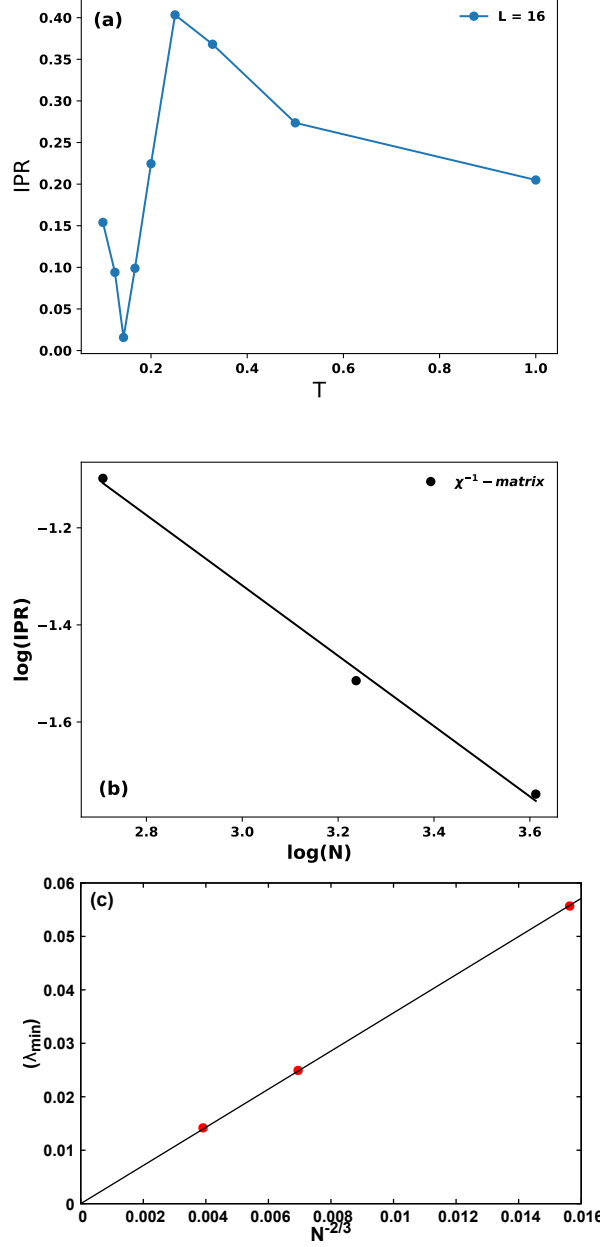 (a)
L = 16
0.40
0.35
0.30
0.25
0.20
0.15
0.10
0.05
0.00
IPR
0.2 0.4 0.6 0.8 1.0
T
χ⁻¹ − matrix
−1.2
−1.4
−1.6
log(IPR)
(b)
2.8 3.0 3.2 3.4 3.6
log(N)
(c)
0.06
0.05
0.04
0.03
0.02
0.01
0
(λmin)
0 0.002 0.004 0.006 0.008 0.01 0.012 0.014 0.016
N-2/3